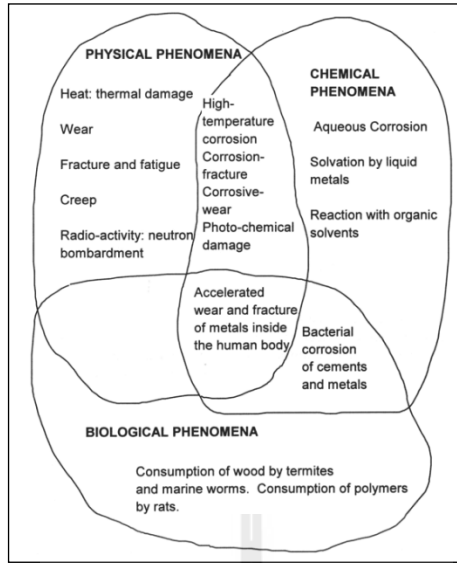 PHYSICAL PHENOMENA
Heat: thermal damage
Wear
Fracture and fatigue
Creep
Radio-activity: neutron
bombardment
High-
temperature
corrosion
Corrosion-
fracture
Corrosive-
wear
Photo-chemical
damage
CHEMICAL
PHENOMENA
Aqueous Corrosion
Solvation by liquid
metals
Reaction with organic
solvents
Accelerated
wear and fracture
of metals inside
the human body
Bacterial
corrosion
of cements
and metals
BIOLOGICAL PHENOMENA
Consumption of wood by termites
and marine worms. Consumption of polymers
by rats.